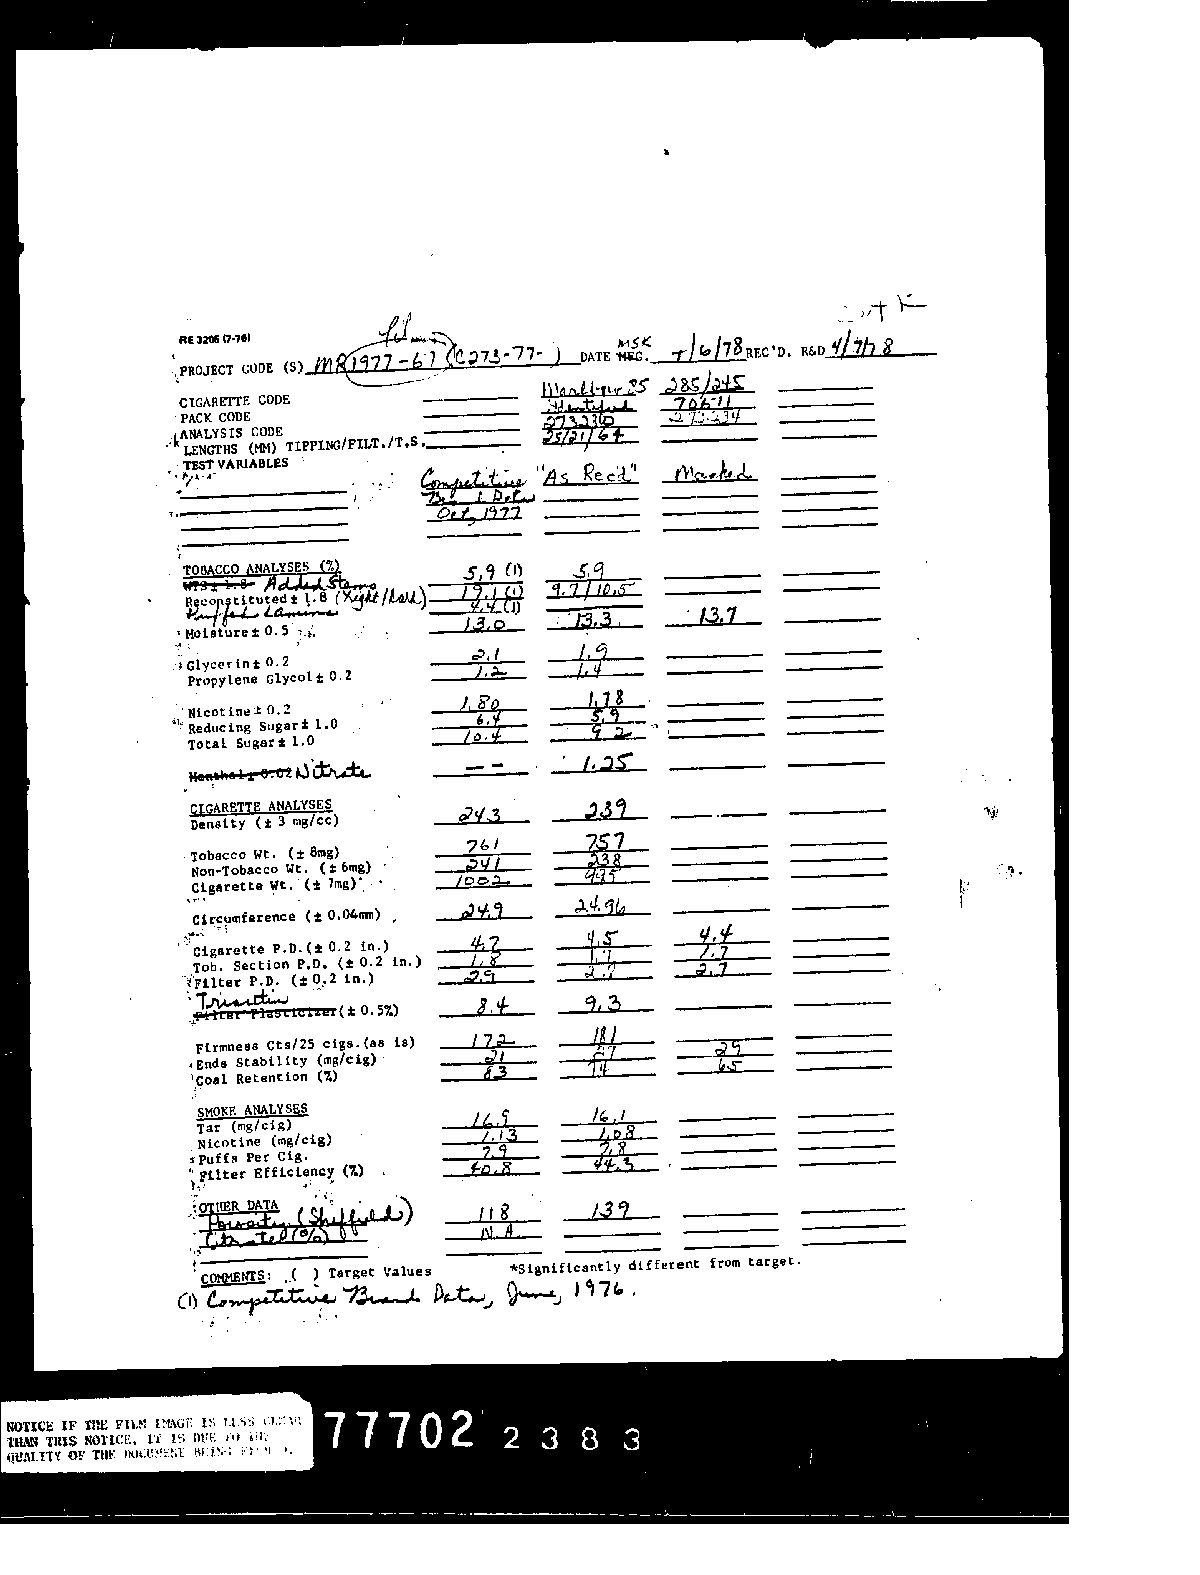 RE 3206 (7-76)
PROJECT CODE (S) MR1977-67 (C273-77- ) DATE MFG. MSK /6/78 REC'D. R&D 4/7/78
CIGARETTE CODE Marlboro 85 285/245
PACK CODE Identified 70611
ANALYSIS CODE 273236 273234
LENGTHS (MM) TIPPING/FILT./T.S. 25/21/64
TEST VARIABLES
Competitive "As Rec'd" Masked
Brand Data
Oct, 1977
TOBACCO ANALYSES (%)
Added Stems 5.9 (1) 5.9
Reconstituted ± 1.8 (Light/Dark) 19.1 (1) 9.7/10.5
Puffed Lamina 4.4 (1)
Moisture ± 0.5 13.0 13.3 13.7
Glycerin ± 0.2 2.1 1.9
Propylene Glycol ± 0.2 1.2 1.4
Nicotine ± 0.2 1.80 1.78
Reducing Sugar ± 1.0 6.4 5.9
Total Sugar ± 1.0 10.4 9.2
Menthol ± 0.02 Nitrate -- 1.25
CIGARETTE ANALYSES
Density (± 3 mg/cc) 243 239
Tobacco Wt. (± 8mg) 761 757
Non-Tobacco Wt. (± 6mg) 241 238
Cigarette Wt. (± 7mg) 1002 995
Circumference (± 0.04mm) 24.9 24.96
Cigarette P.D. (± 0.2 in.) 4.7 4.5 4.4
Tob. Section P.D. (± 0.2 in.) 1.8 1.7 1.7
Filter P.D. (± 0.2 in.) 2.9 2.7 2.7
Triacetin
Filter Plasticizer (± 0.5%) 8.4 9.3
Firmness Cts/25 cigs. (as is) 172 181
Ends Stability (mg/cig) 21 29
Coal Retention (%) 83 74 65
SMOKE ANALYSES
Tar (mg/cig) 16.9 16.1
Nicotine (mg/cig) 1.13 1.08
Puffs Per Cig. 7.9 7.8
Filter Efficiency (%) 40.8 44.3
OTHER DATA
Porosity (Sheffield) 118 139
Citrate (%) N.A.
COMMENTS: ( ) Target Values *Significantly different from target.
(1) Competitive Brand Data, June, 1976.
NOTICE IF THE FILM IMAGE IS LESS CLEAR
THAN THIS NOTICE, IT IS DUE TO THE
QUALITY OF THE DOCUMENT BEING FILMED.
77702 2383